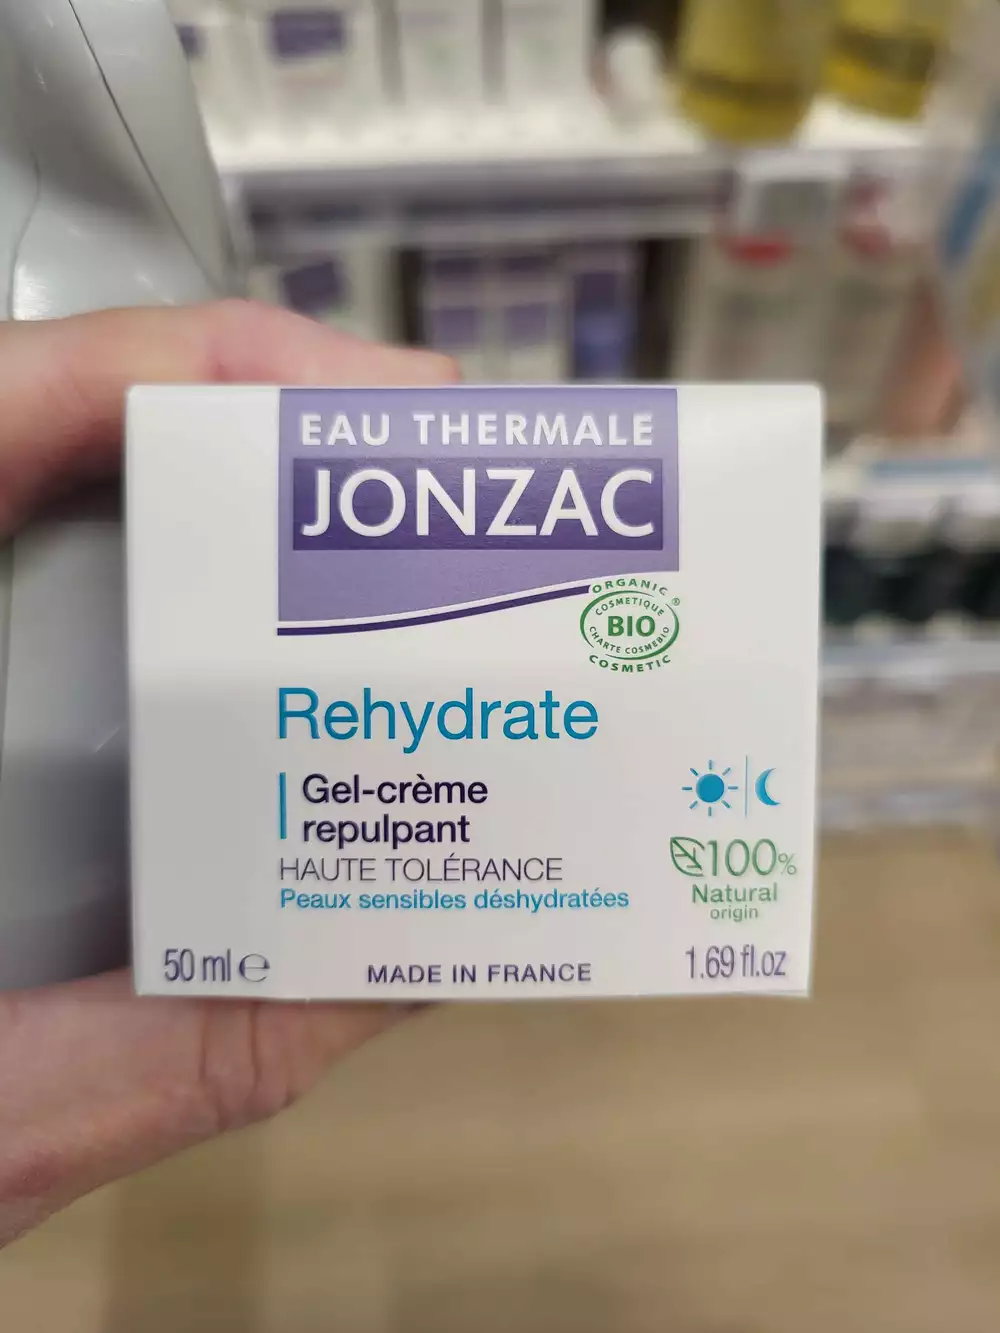 EAU THERMALE
JONZAC
ORGANIC
COSMETIQUE ®
BIO
CHARTE COSMEBIO
COSMETIC
Rehydrate
Gel-crème
repulpant
HAUTE TOLÉRANCE
Peaux sensibles déshydratées
100%
Natural
origin
50 ml e
MADE IN FRANCE
1.69 fl.oz